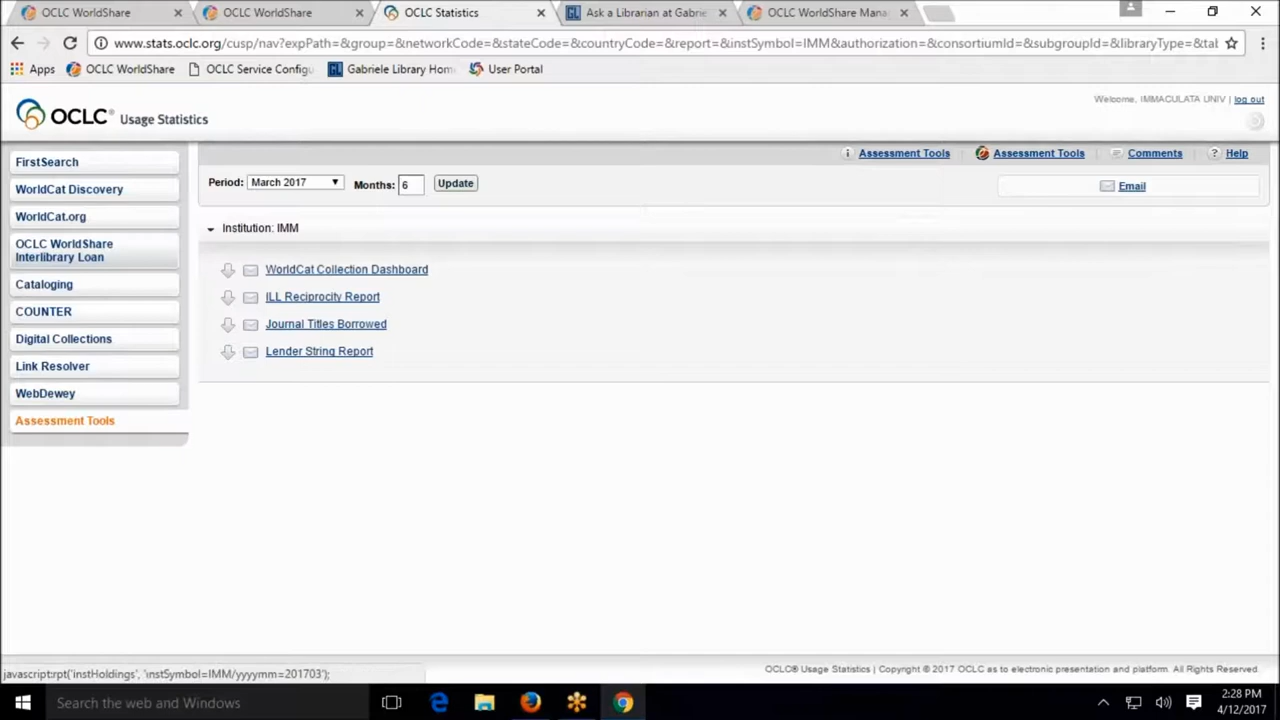 OCLC WorldShare
OCLC WorldShare
OCLC Statistics
Ask a Librarian at Gabrie
OCLC WorldShare Mana
www.stats.oclc.org/cusp/nav?expPath=&group=&networkCode=&stateCode=&countryCode=&report=&instSymbol=IMM&authorization=&consortiumId=&subgroupId=&libraryType=&tal
Apps
OCLC WorldShare
OCLC Service Configu
Gabriele Library Hom
User Portal
Welcome, IMMACULATA UNIV | log out
OCLC® Usage Statistics
FirstSearch
WorldCat Discovery
WorldCat.org
OCLC WorldShare
Interlibrary Loan
Cataloging
COUNTER
Digital Collections
Link Resolver
WebDewey
Assessment Tools
Assessment Tools
Assessment Tools
Comments
Help
Period: March 2017 Months: 6 Update
Email
Institution: IMM
WorldCat Collection Dashboard
ILL Reciprocity Report
Journal Titles Borrowed
Lender String Report
javascript:rpt('instHoldings', 'instSymbol=IMM/yyyymm=201703');
OCLC® Usage Statistics | Copyright © 2017 OCLC as to electronic presentation and platform. All Rights Reserved.
Search the web and Windows
2:28 PM
4/12/2017